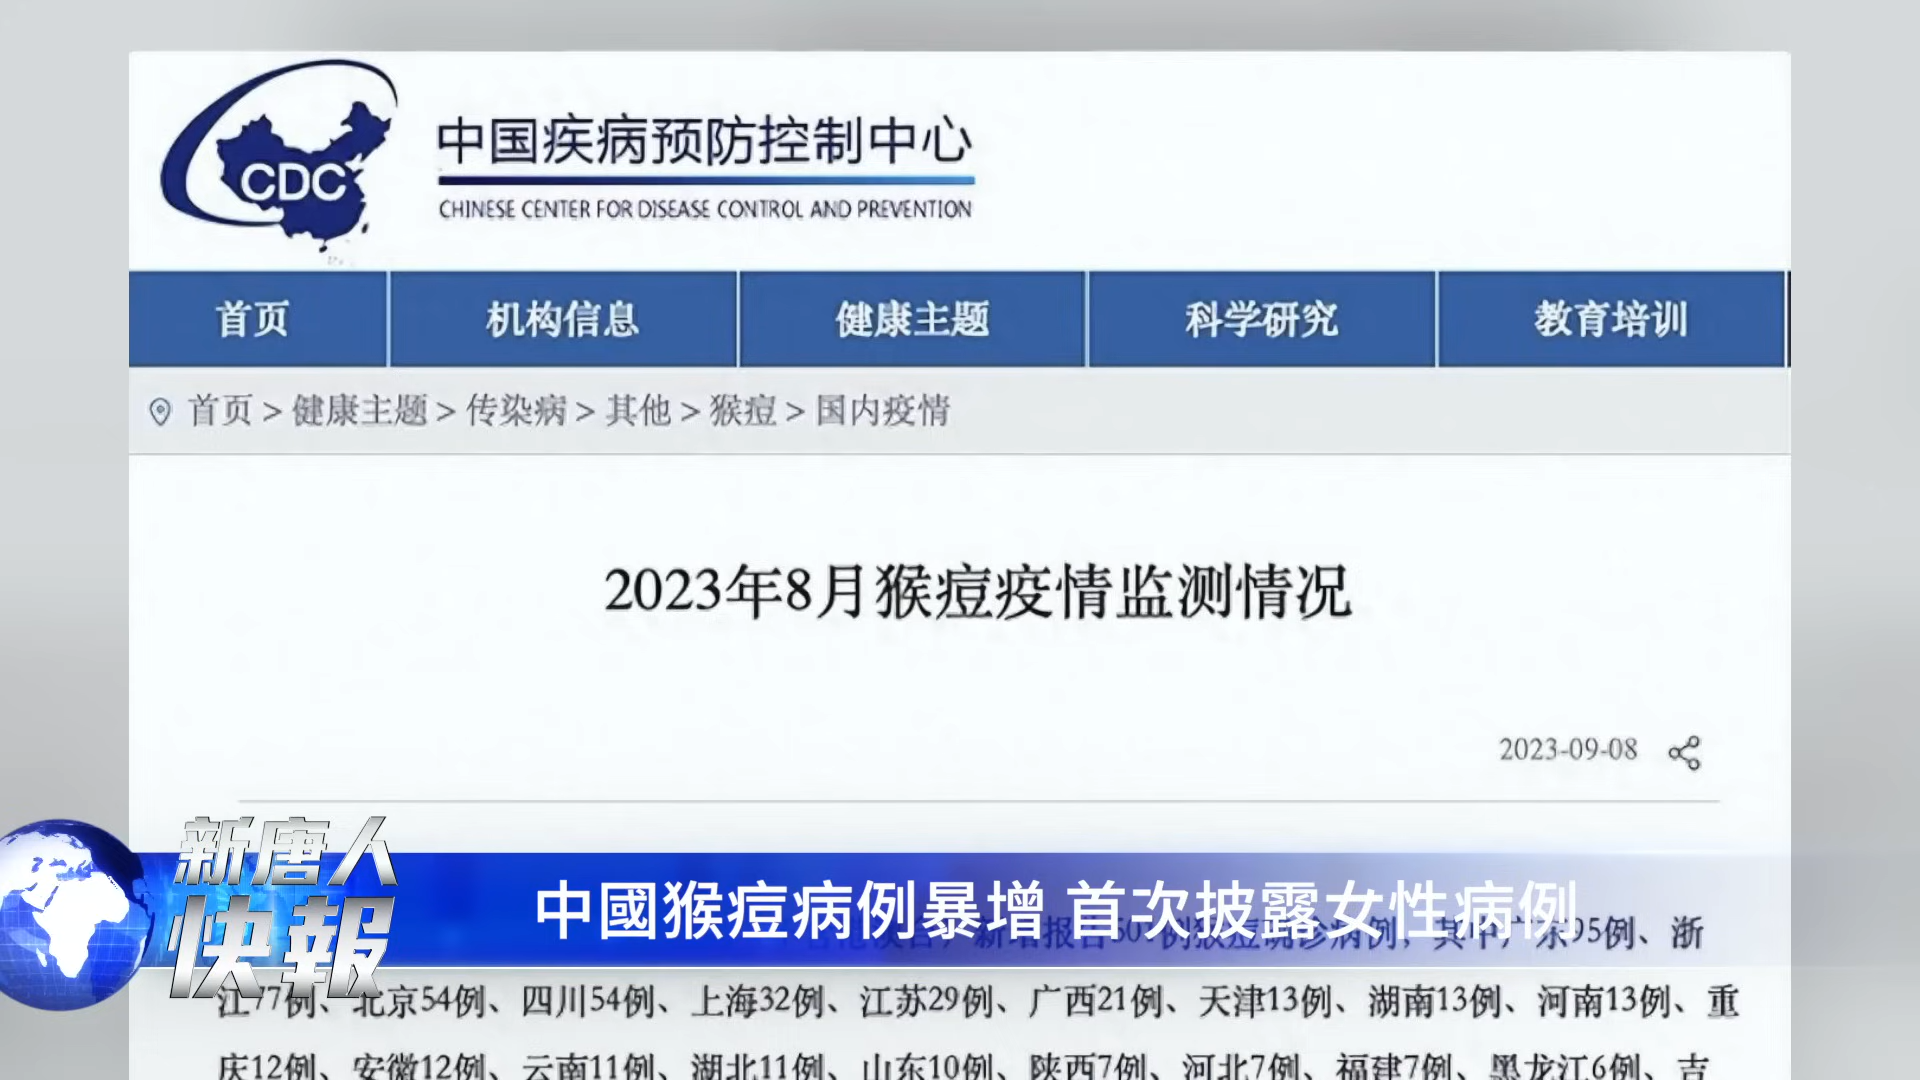 CDC
中国疾病预防控制中心
CHINESE CENTER FOR DISEASE CONTROL AND PREVENTION
首页 机构信息 健康主题 科学研究 教育培训
首页 > 健康主题 > 传染病 > 其他 > 猴痘 > 国内疫情
2023年8月猴痘疫情监测情况
2023-09-08
新唐人
快報
中國猴痘病例暴增 首次披露女性病例
例、浙
江77例、北京54例、四川54例、上海32例、江苏29例、广西21例、天津13例、湖南13例、河南13例、重
庆12例、安徽12例、云南11例、湖北11例、山东10例、陕西7例、河北7例、福建7例、黑龙江6例、吉